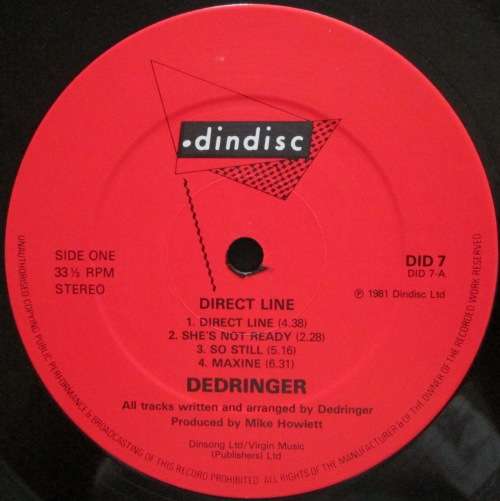 •dindisc
SIDE ONE
33⅓ RPM
STEREO
DID 7
DID 7-A
℗ 1981 Dindisc Ltd
DIRECT LINE
1. DIRECT LINE (4.38)
2. SHE'S NOT READY (2.28)
3. SO STILL (5.16)
4. MAXINE (6.31)
DEDRINGER
All tracks written and arranged by Dedringer
Produced by Mike Howlett
Dinsong Ltd/Virgin Music
(Publishers) Ltd
UNAUTHORISED COPYING PUBLIC PERFORMANCE & BROADCASTING OF THIS RECORD PROHIBITED. ALL RIGHTS OF THE MANUFACTURER & OF THE OWNER OF THE RECORDED WORK RESERVED